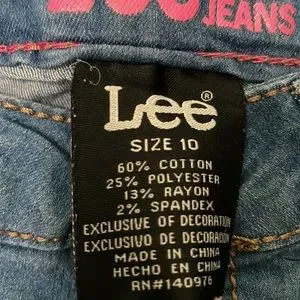 JEANS
Lee®
SIZE 10
60% COTTON
25% POLYESTER
13% RAYON
2% SPANDEX
EXCLUSIVE OF DECORATION
EXCLUSIVO DE DECORACIÓN
MADE IN CHINA
HECHO EN CHINA
RN#140976